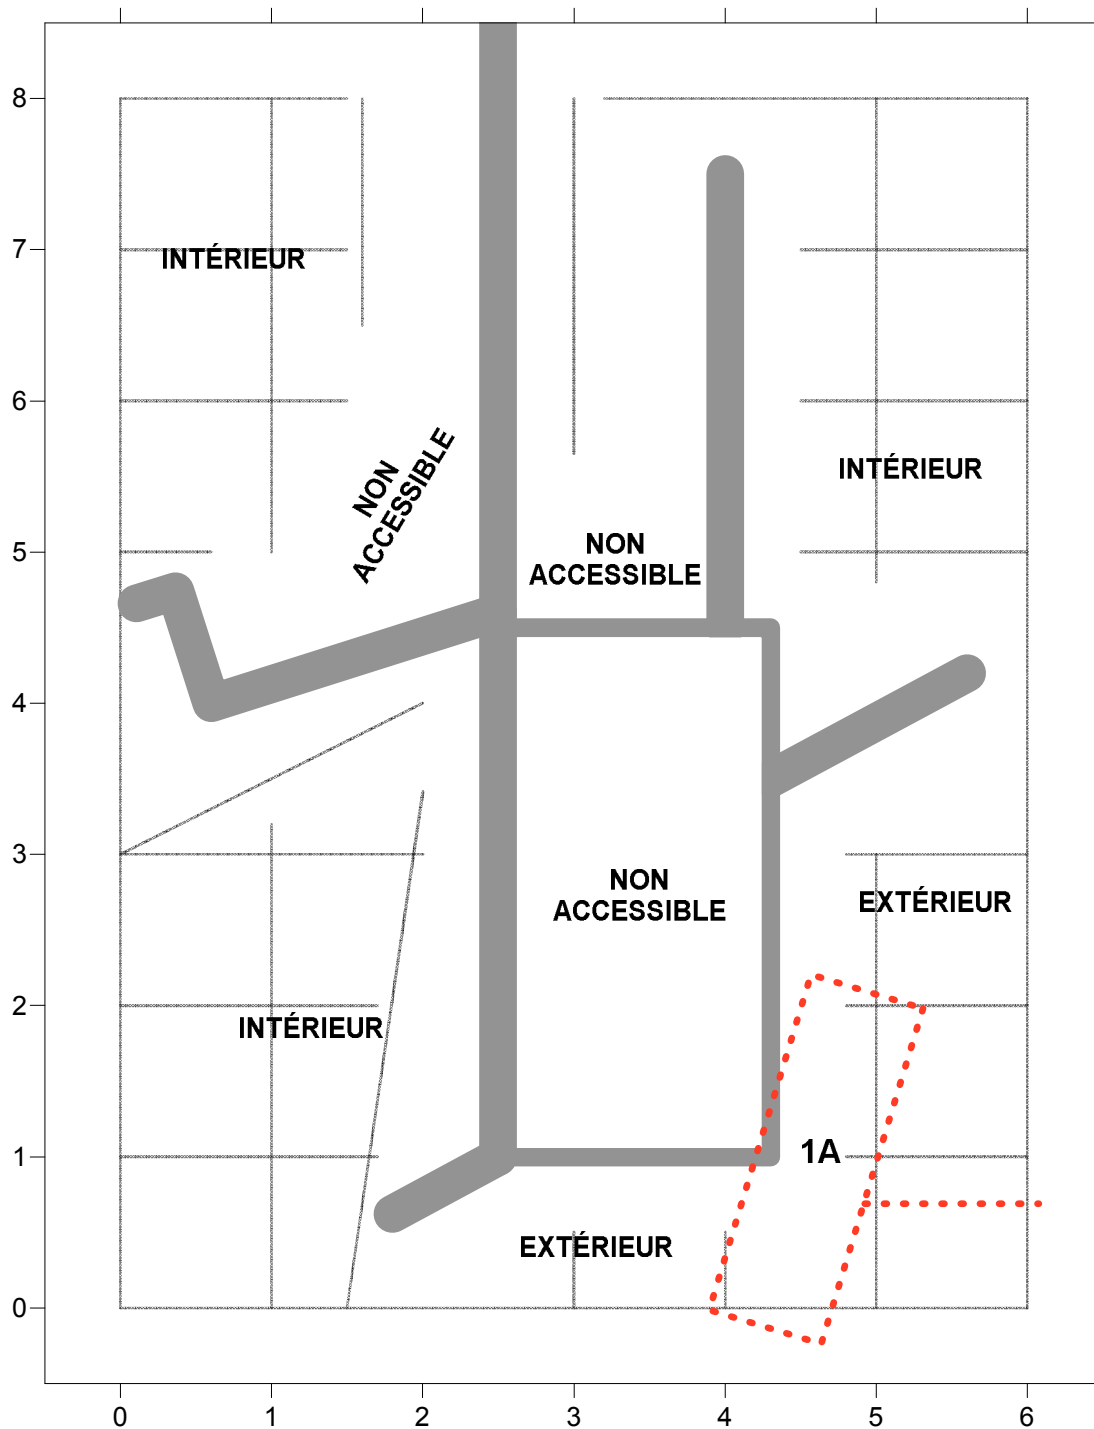 8
7
6
5
4
3
2
1
0
INTÉRIEUR
INTÉRIEUR
NON
ACCESSIBLE
NON
ACCESSIBLE
NON
ACCESSIBLE
EXTÉRIEUR
INTÉRIEUR
1A
EXTÉRIEUR
0 1 2 3 4 5 6